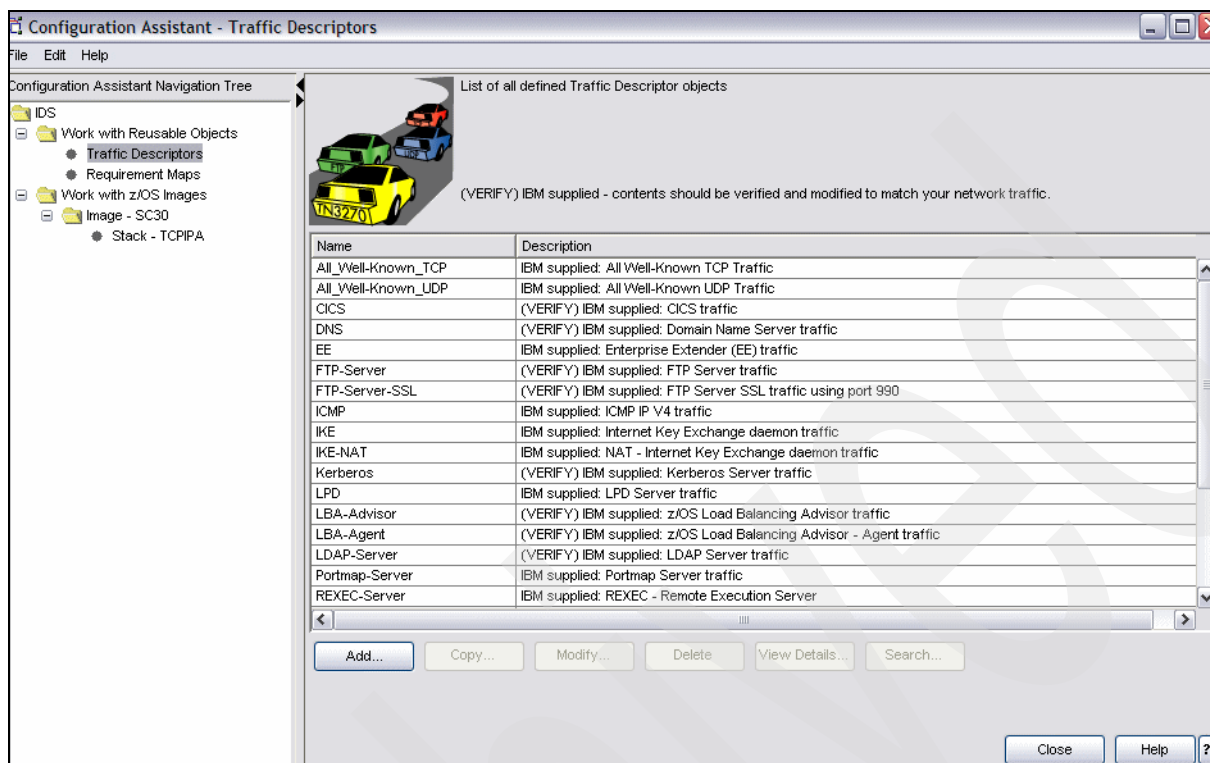 Configuration Assistant - Traffic Descriptors
File Edit Help
Configuration Assistant Navigation Tree
IDS
Work with Reusable Objects
Traffic Descriptors
Requirement Maps
Work with z/OS Images
Image - SC30
Stack - TCPIPA
List of all defined Traffic Descriptor objects
FTP
TN3270
(VERIFY) IBM supplied - contents should be verified and modified to match your network traffic.
Name Description
All_Well-Known_TCP IBM supplied: All Well-Known TCP Traffic
All_Well-Known_UDP IBM supplied: All Well-Known UDP Traffic
CICS (VERIFY) IBM supplied: CICS traffic
DNS (VERIFY) IBM supplied: Domain Name Server traffic
EE IBM supplied: Enterprise Extender (EE) traffic
FTP-Server (VERIFY) IBM supplied: FTP Server traffic
FTP-Server-SSL (VERIFY) IBM supplied: FTP Server SSL traffic using port 990
ICMP IBM supplied: ICMP IP V4 traffic
IKE IBM supplied: Internet Key Exchange daemon traffic
IKE-NAT IBM supplied: NAT - Internet Key Exchange daemon traffic
Kerberos (VERIFY) IBM supplied: Kerberos Server traffic
LPD IBM supplied: LPD Server traffic
LBA-Advisor (VERIFY) IBM supplied: z/OS Load Balancing Advisor traffic
LBA-Agent (VERIFY) IBM supplied: z/OS Load Balancing Advisor - Agent traffic
LDAP-Server (VERIFY) IBM supplied: LDAP Server traffic
Portmap-Server IBM supplied: Portmap Server traffic
REXEC-Server IBM supplied: REXEC - Remote Execution Server
Add... Copy... Modify... Delete View Details... Search...
Close Help ?